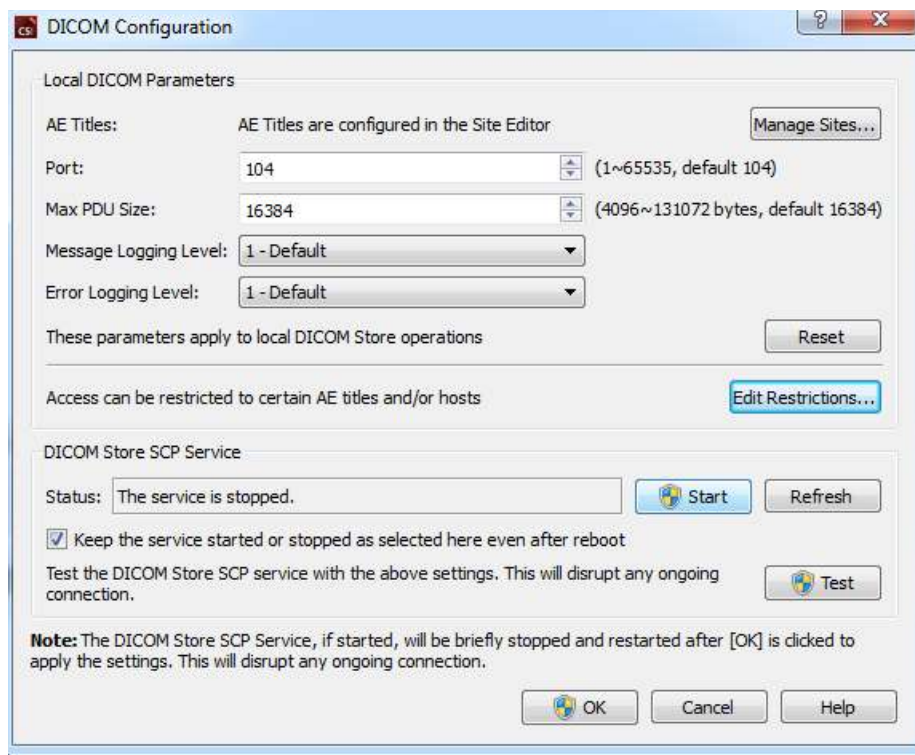 CSI DICOM Configuration
Local DICOM Parameters
AE Titles: AE Titles are configured in the Site Editor Manage Sites...
Port: 104 (1~65535, default 104)
Max PDU Size: 16384 (4096~131072 bytes, default 16384)
Message Logging Level: 1 - Default
Error Logging Level: 1 - Default
These parameters apply to local DICOM Store operations Reset
Access can be restricted to certain AE titles and/or hosts Edit Restrictions...
DICOM Store SCP Service
Status: The service is stopped. Start Refresh
Keep the service started or stopped as selected here even after reboot
Test the DICOM Store SCP service with the above settings. This will disrupt any ongoing
connection. Test
Note: The DICOM Store SCP Service, if started, will be briefly stopped and restarted after [OK] is clicked to
apply the settings. This will disrupt any ongoing connection.
OK Cancel Help